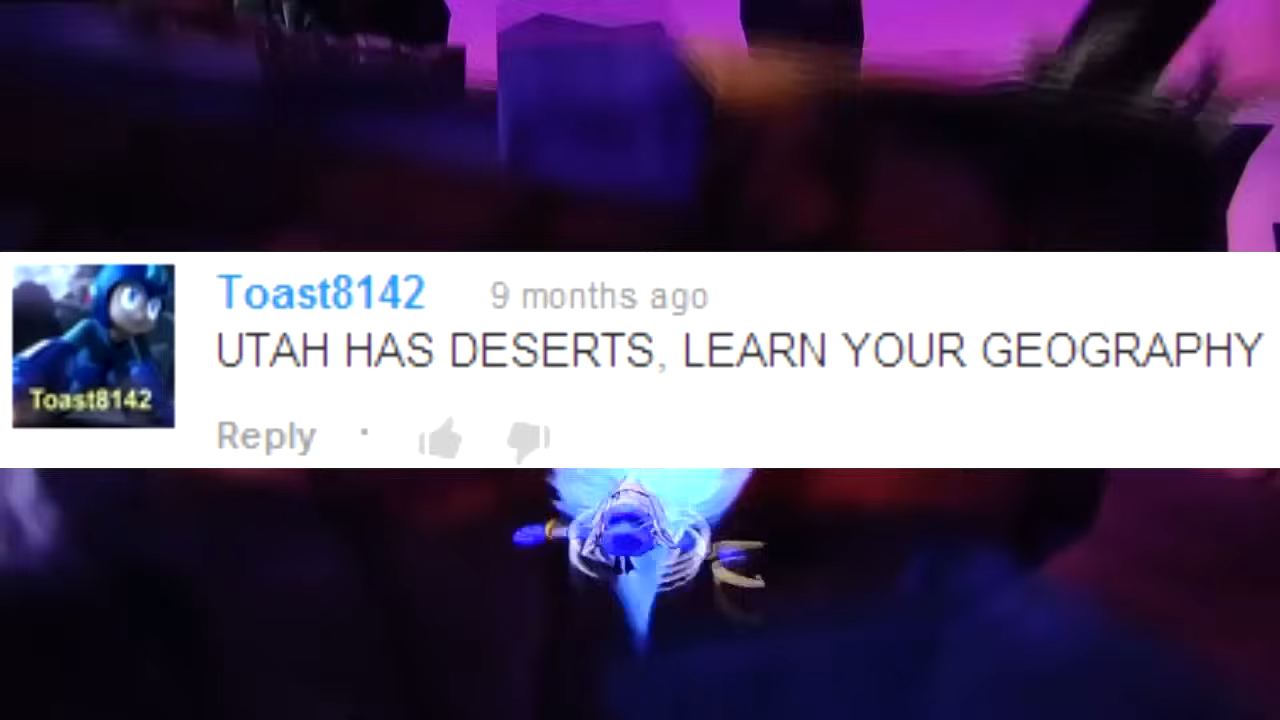 Toast8142 9 months ago
UTAH HAS DESERTS, LEARN YOUR GEOGRAPHY
Toast8142
Reply ·